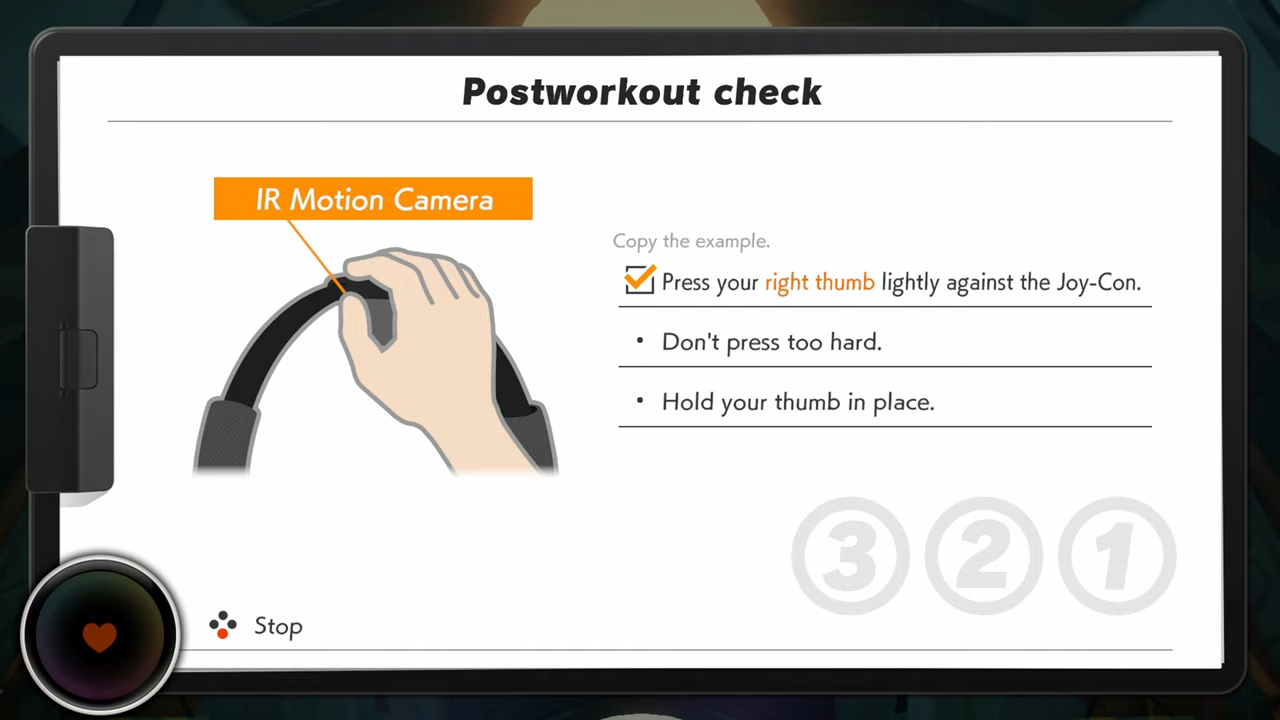 Postworkout check
IR Motion Camera
Copy the example.
Press your right thumb lightly against the Joy-Con.
• Don't press too hard.
• Hold your thumb in place.
3 2 1
Stop